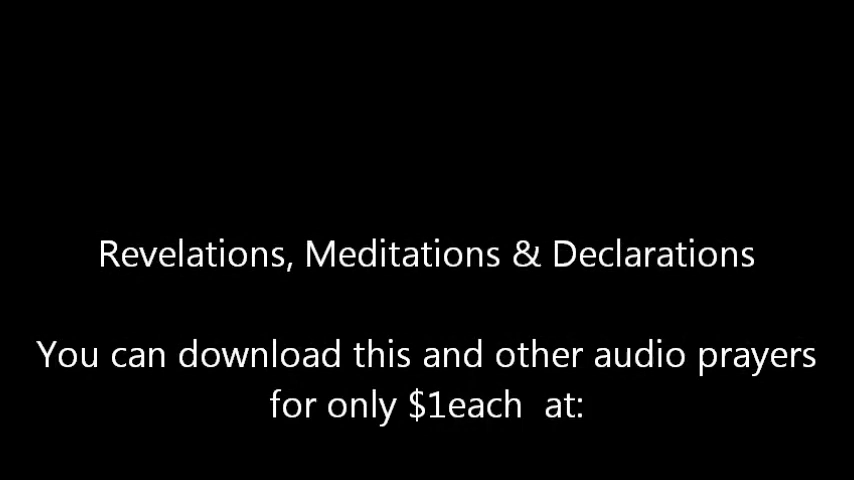 Revelations, Meditations & Declarations
You can download this and other audio prayers
for only $1each  at: